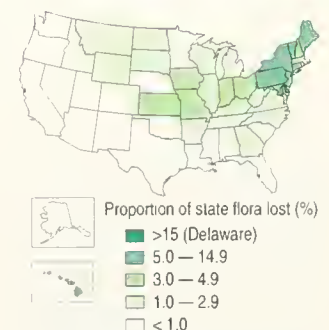 Proportion of state flora lost (%)
>15 (Delaware)
5.0 — 14.9
3.0 — 4.9
1.0 — 2.9
< 1.0